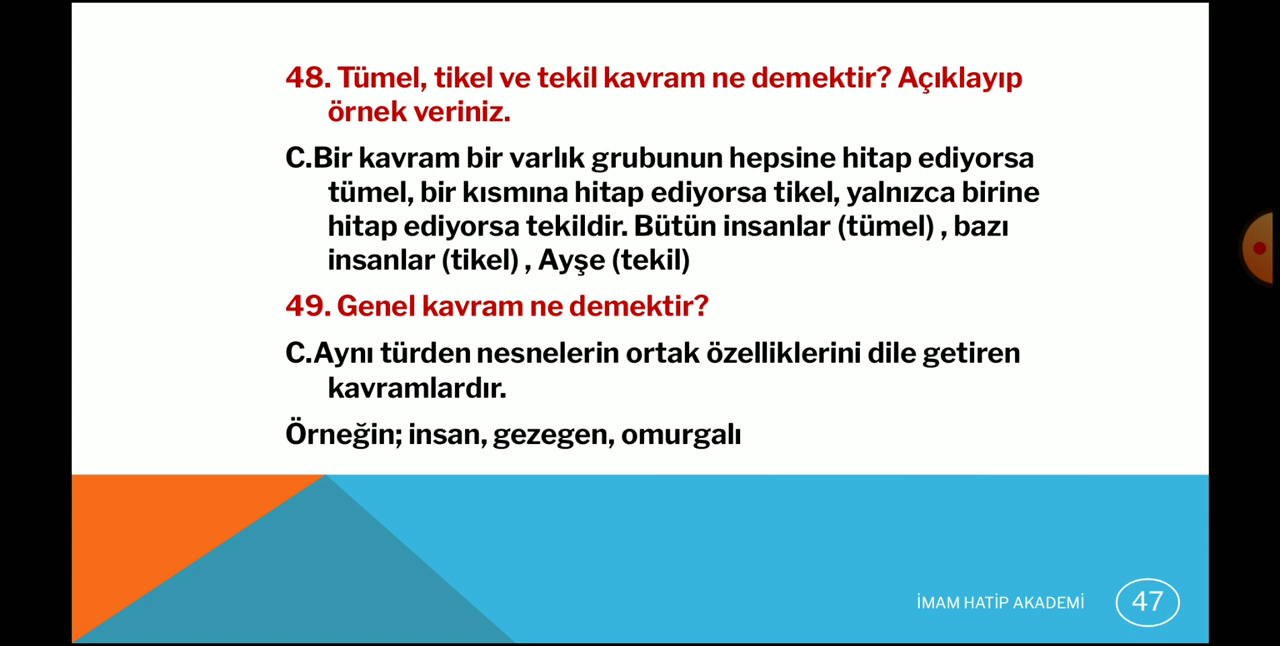 48. Tümel, tikel ve tekil kavram ne demektir? Açıklayıp
örnek veriniz.
C.Bir kavram bir varlık grubunun hepsine hitap ediyorsa
tümel, bir kısmına hitap ediyorsa tikel, yalnızca birine
hitap ediyorsa tekildir. Bütün insanlar (tümel) , bazı
insanlar (tikel) , Ayşe (tekil)
49. Genel kavram ne demektir?
C.Aynı türden nesnelerin ortak özelliklerini dile getiren
kavramlardır.
Örneğin; insan, gezegen, omurgalı
İMAM HATİP AKADEMİ
47